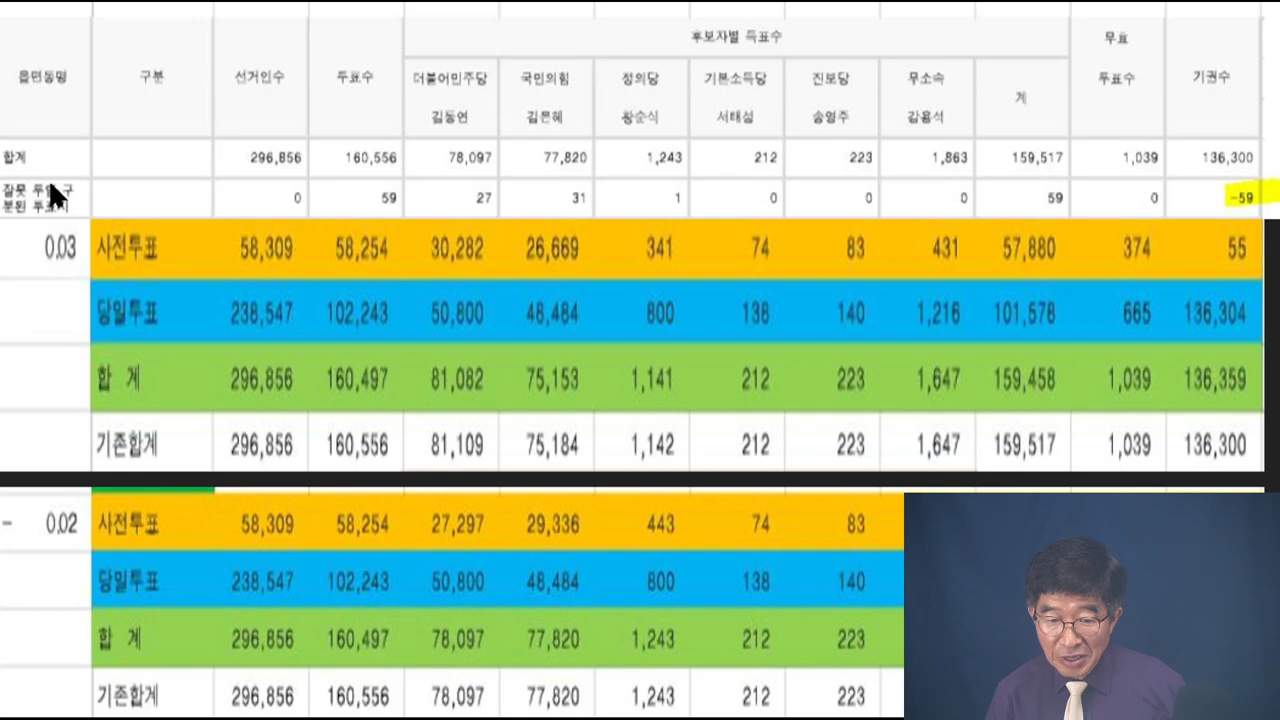 후보자별 득표수
읍면동명 구분 선거인수 투표수 더불어민주당 김동연 국민의힘 김은혜 정의당 황순식 기본소득당 서태성 진보당 송영주 무소속 강용석 계 무효 투표수 기권수
합계 296,856 160,556 78,097 77,820 1,243 212 223 1,863 159,517 1,039 136,300
잘못 투입 구
분된 투표지 0 59 27 31 1 0 0 0 59 0 -59
0.03 사전투표 58,309 58,254 30,282 26,669 341 74 83 431 57,880 374 55
당일투표 238,547 102,243 50,800 48,484 800 138 140 1,216 101,578 665 136,304
합 계 296,856 160,497 81,082 75,153 1,141 212 223 1,647 159,458 1,039 136,359
기존합계 296,856 160,556 81,109 75,184 1,142 212 223 1,647 159,517 1,039 136,300
- 0.02 사전투표 58,309 58,254 27,297 29,336 443 74 83
당일투표 238,547 102,243 50,800 48,484 800 138 140
합 계 296,856 160,497 78,097 77,820 1,243 212 223
기존합계 296,856 160,556 78,097 77,820 1,243 212 223